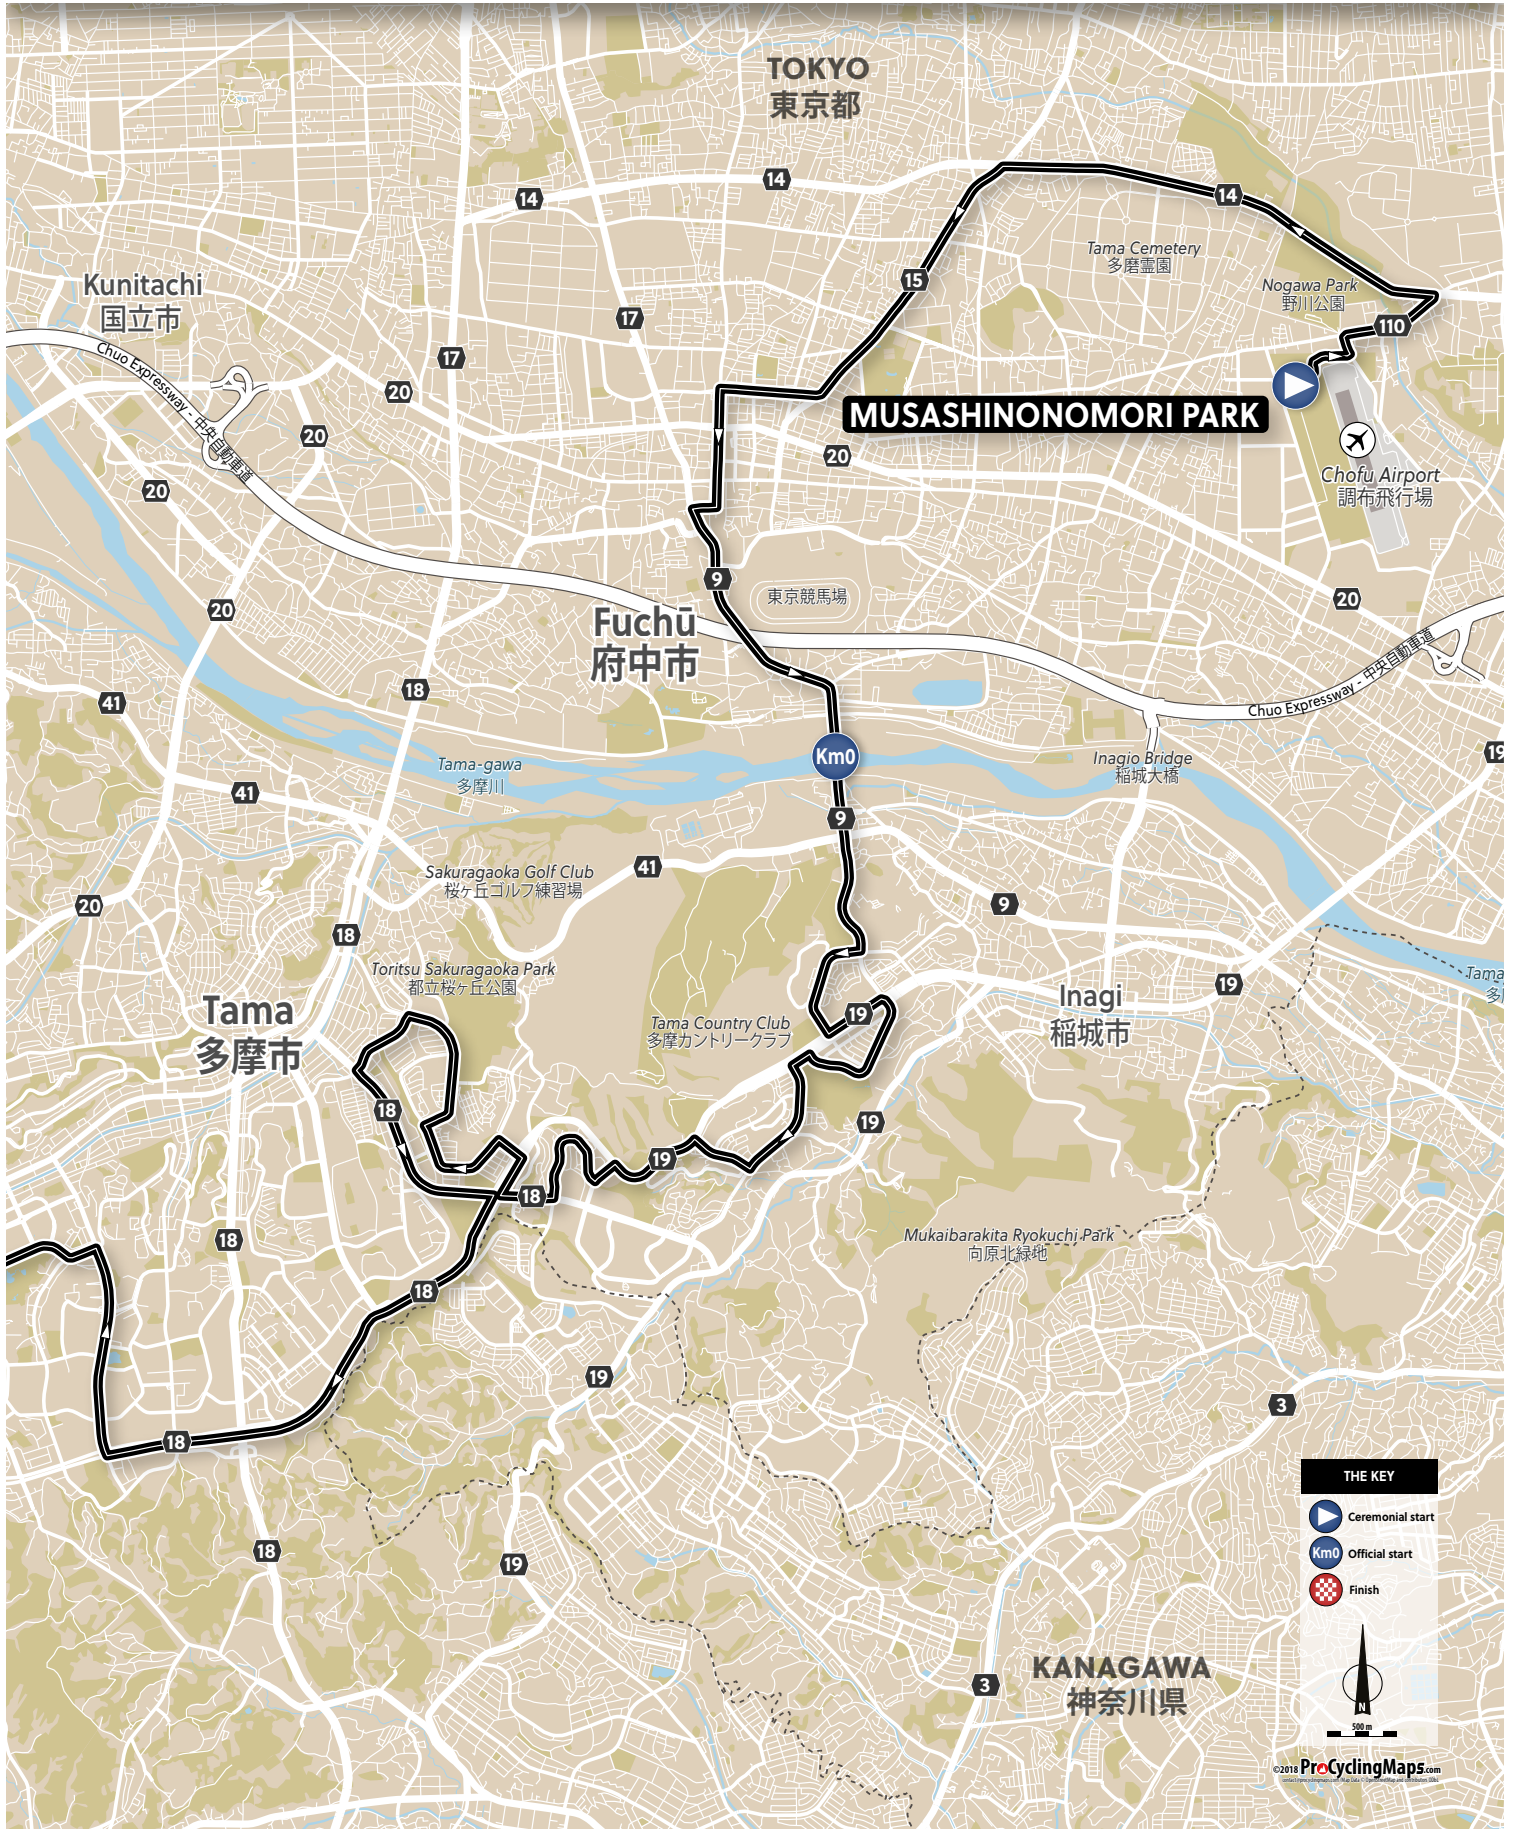 TOKYO
東京都
14
14
14
Tama Cemetery
多磨霊園
15
Nogawa Park
野川公園
Kunitachi
国立市
17
110
17
Chuo Expressway - 中央自動車道
20
MUSASHINONOMORI PARK
20
20
20
Chofu Airport
調布飛行場
9
東京競馬場
20
20
Fuchū
府中市
Chuo Expressway - 中央自動車道
18
41
19
Km0
Inagio Bridge
稲城大橋
Tama-gawa
多摩川
41
9
Sakuragaoka Golf Club
桜ヶ丘ゴルフ練習場
41
20
9
18
Toritsu Sakuragaoka Park
都立桜ヶ丘公園
19
Tama
多
Inagi
稲城市
Tama
多摩市
19
Tama Country Club
多摩カントリークラブ
18
19
19
18
Mukaibarakita Ryokuchi Park
向原北緑地
18
18
19
3
18
THE KEY
Ceremonial start
Km0 Official start
Finish
18
19
KANAGAWA
神奈川県
3
N
500 m
©2018 ProCyclingMaps.com